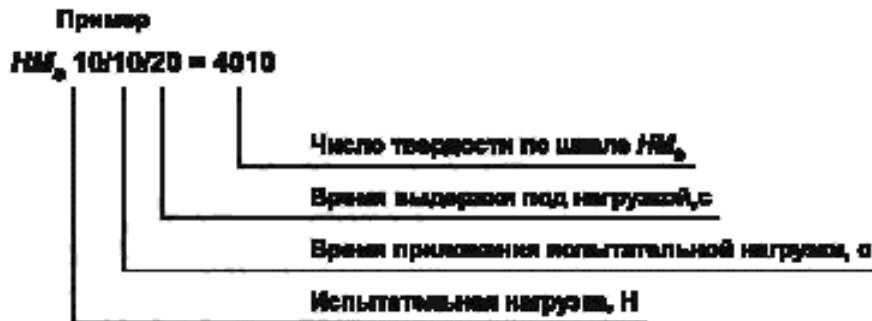 Пример
HMs 10/10/20 = 4010
Число твердости по шкале HMs
Время выдержки под нагрузкой,с
Время приложения испытательной нагрузки, с
Испытательная нагрузка, Н